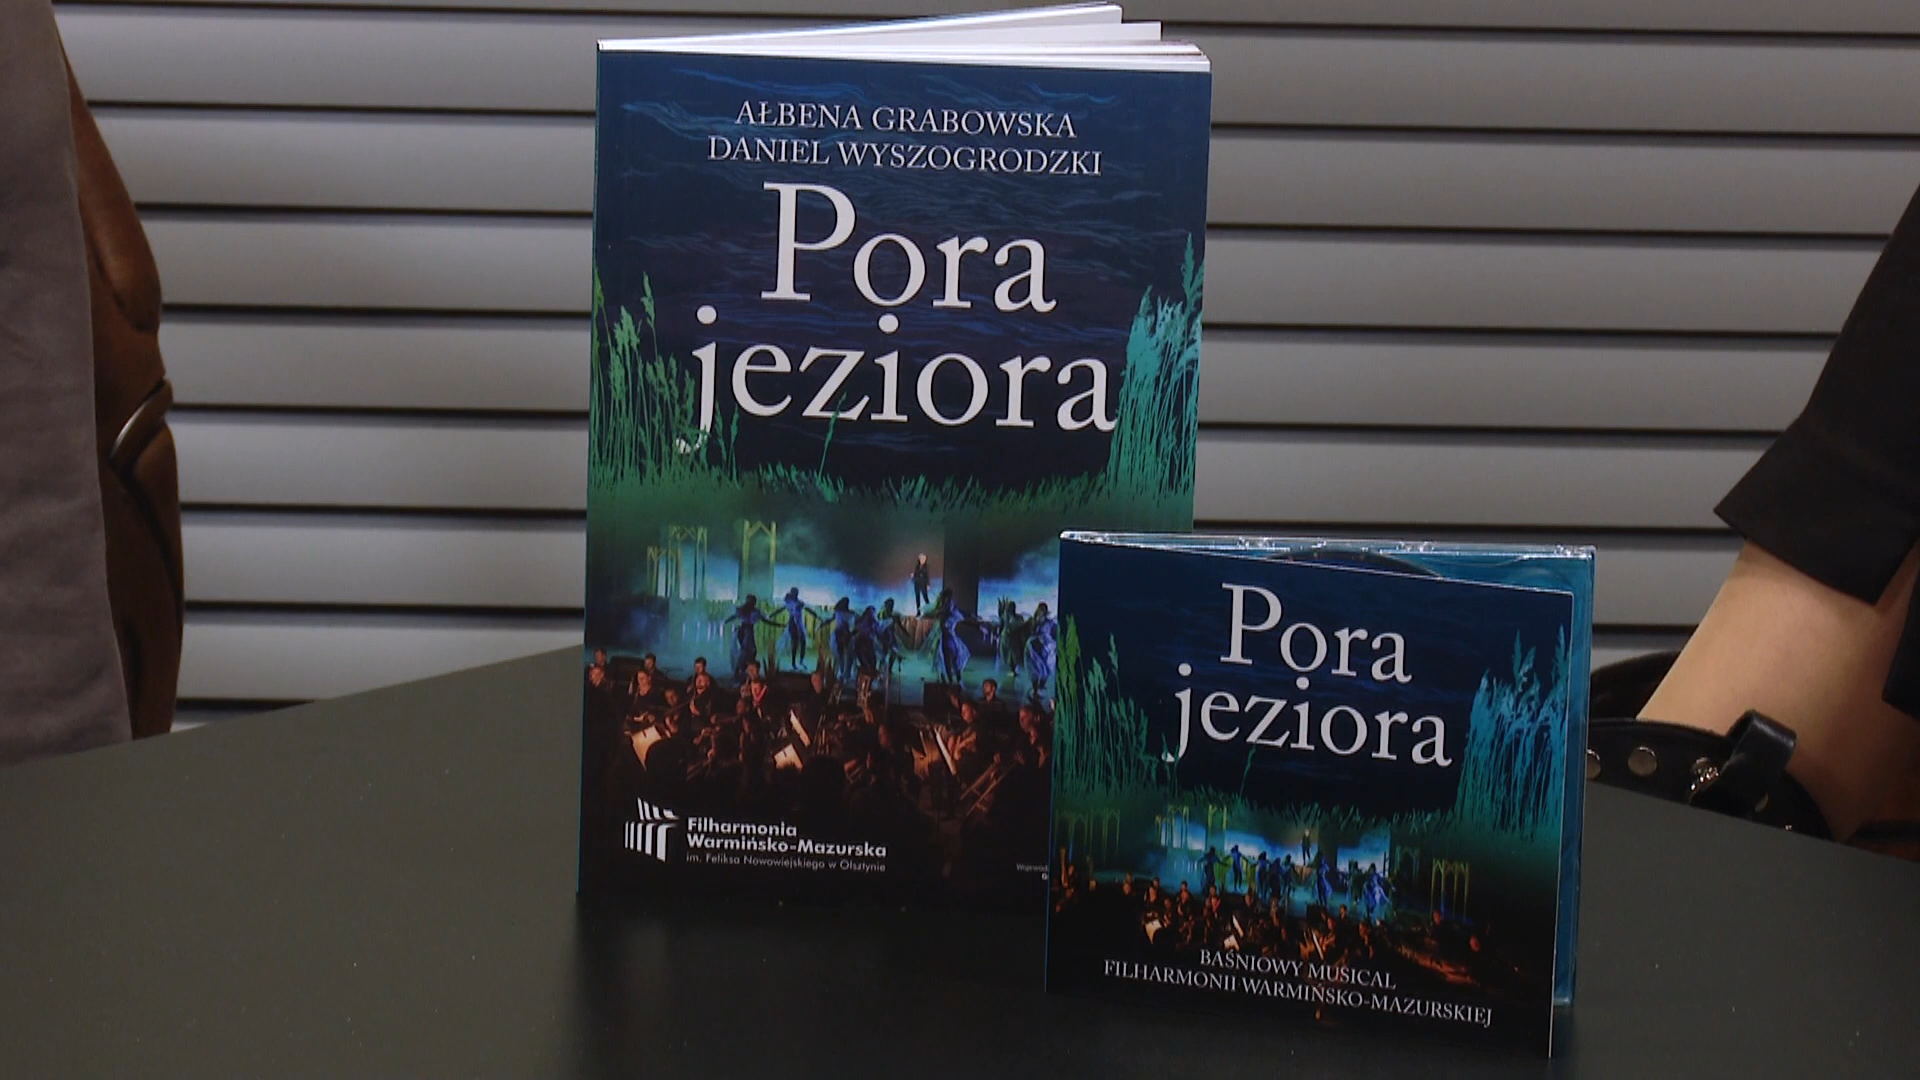 AŁBENA GRABOWSKA
DANIEL WYSZOGRODZKI
Pora
jeziora
Filharmonia
Warmińsko-Mazurska
im. Feliksa Nowowiejskiego w Olsztynie
Pora
jeziora
BAŚNIOWY MUSICAL
FILHARMONII WARMIŃSKO-MAZURSKIEJ